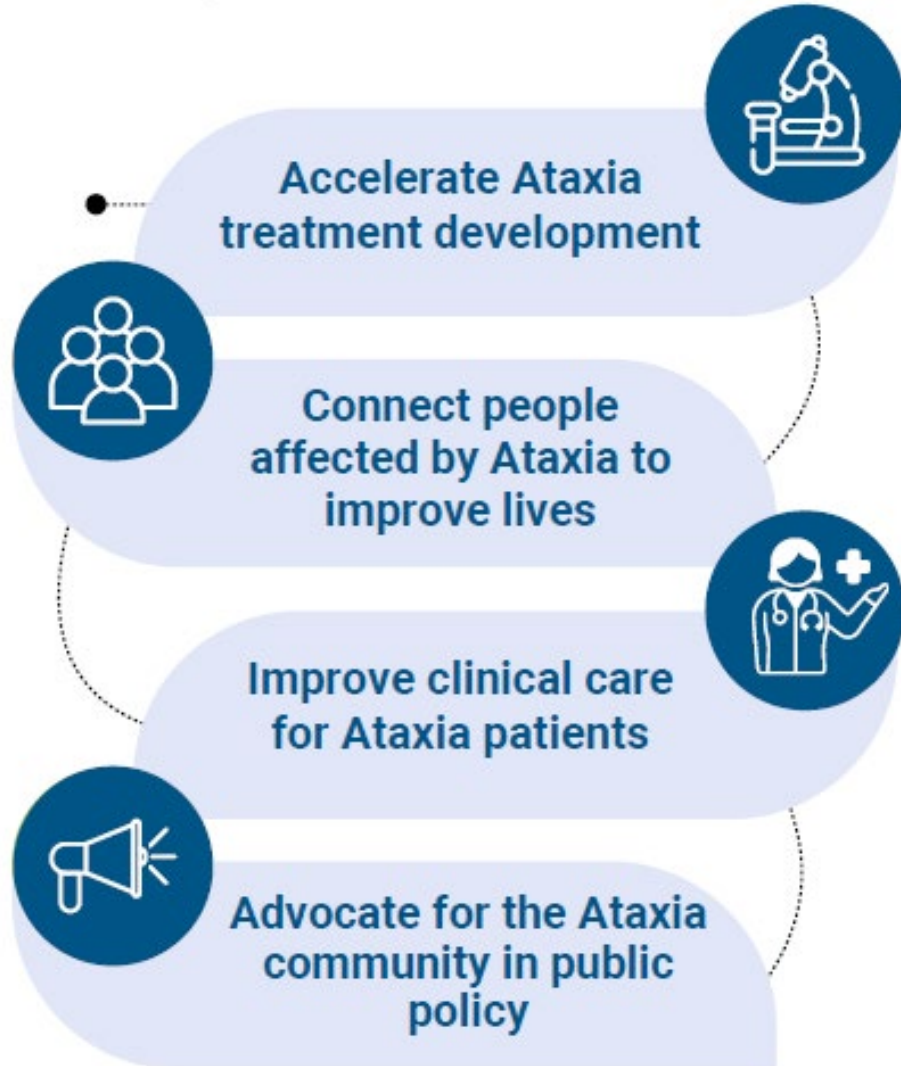 Accelerate Ataxia
treatment development
Connect people
affected by Ataxia to
improve lives
Improve clinical care
for Ataxia patients
Advocate for the Ataxia
community in public
policy